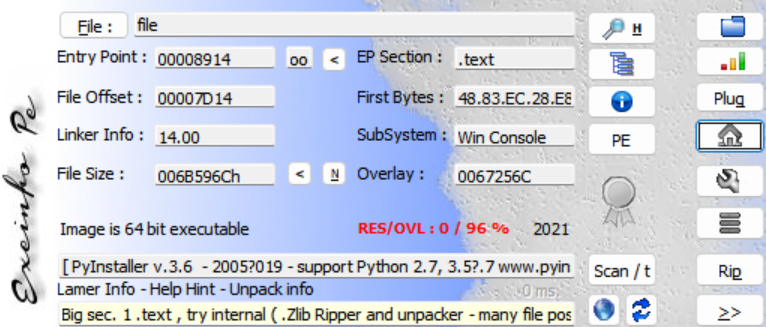 File : file H
Entry Point : 00008914 oo < EP Section : .text
File Offset : 00007D14 First Bytes : 48.83.EC.28.E8 Plug
Linker Info : 14.00 SubSystem : Win Console PE
File Size : 006B596Ch < N Overlay : 0067256C
Image is 64 bit executable RES/OVL : 0 / 96 % 2021
[ PyInstaller v.3.6 - 2005?019 - support Python 2.7, 3.5?.7 www.pyin Scan / t Rip
Lamer Info - Help Hint - Unpack info 0 ms.
Big sec. 1 .text , try internal ( .Zlib Ripper and unpacker - many file pos >>
Exeinfo Pe